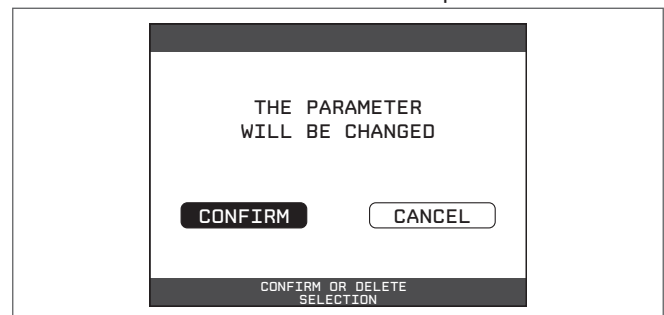 THE PARAMETER
WILL BE CHANGED
CONFIRM
CANCEL
CONFIRM OR DELETE
SELECTION